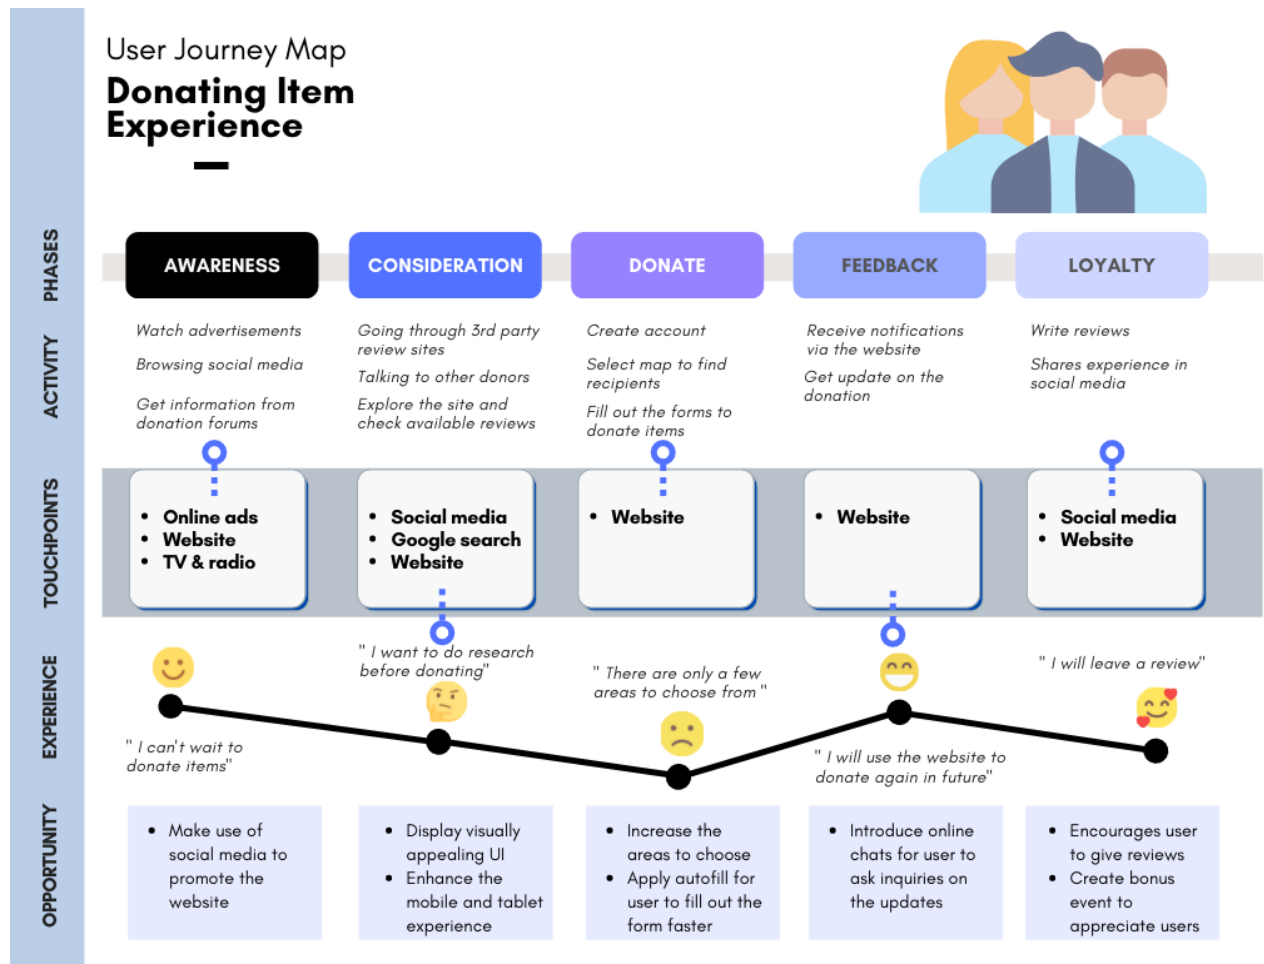 User Journey Map
Donating Item
Experience
PHASES
AWARENESS
CONSIDERATION
DONATE
FEEDBACK
LOYALTY
ACTIVITY
Watch advertisements
Browsing social media
Get information from
donation forums
Going through 3rd party
review sites
Talking to other donors
Explore the site and
check available reviews
Create account
Select map to find
recipients
Fill out the forms to
donate items
Receive notifications
via the website
Get update on the
donation
Write reviews
Shares experience in
social media
TOUCHPOINTS
• Online ads
• Website
• TV & radio
• Social media
• Google search
• Website
• Website
• Website
• Social media
• Website
EXPERIENCE
" I can't wait to
donate items"
" I want to do research
before donating"
" There are only a few
areas to choose from "
" I will use the website to
donate again in future"
" I will leave a review"
OPPORTUNITY
• Make use of
social media to
promote the
website
• Display visually
appealing UI
• Enhance the
mobile and tablet
experience
• Increase the
areas to choose
• Apply autofill for
user to fill out the
form faster
• Introduce online
chats for user to
ask inquiries on
the updates
• Encourages user
to give reviews
• Create bonus
event to
appreciate users